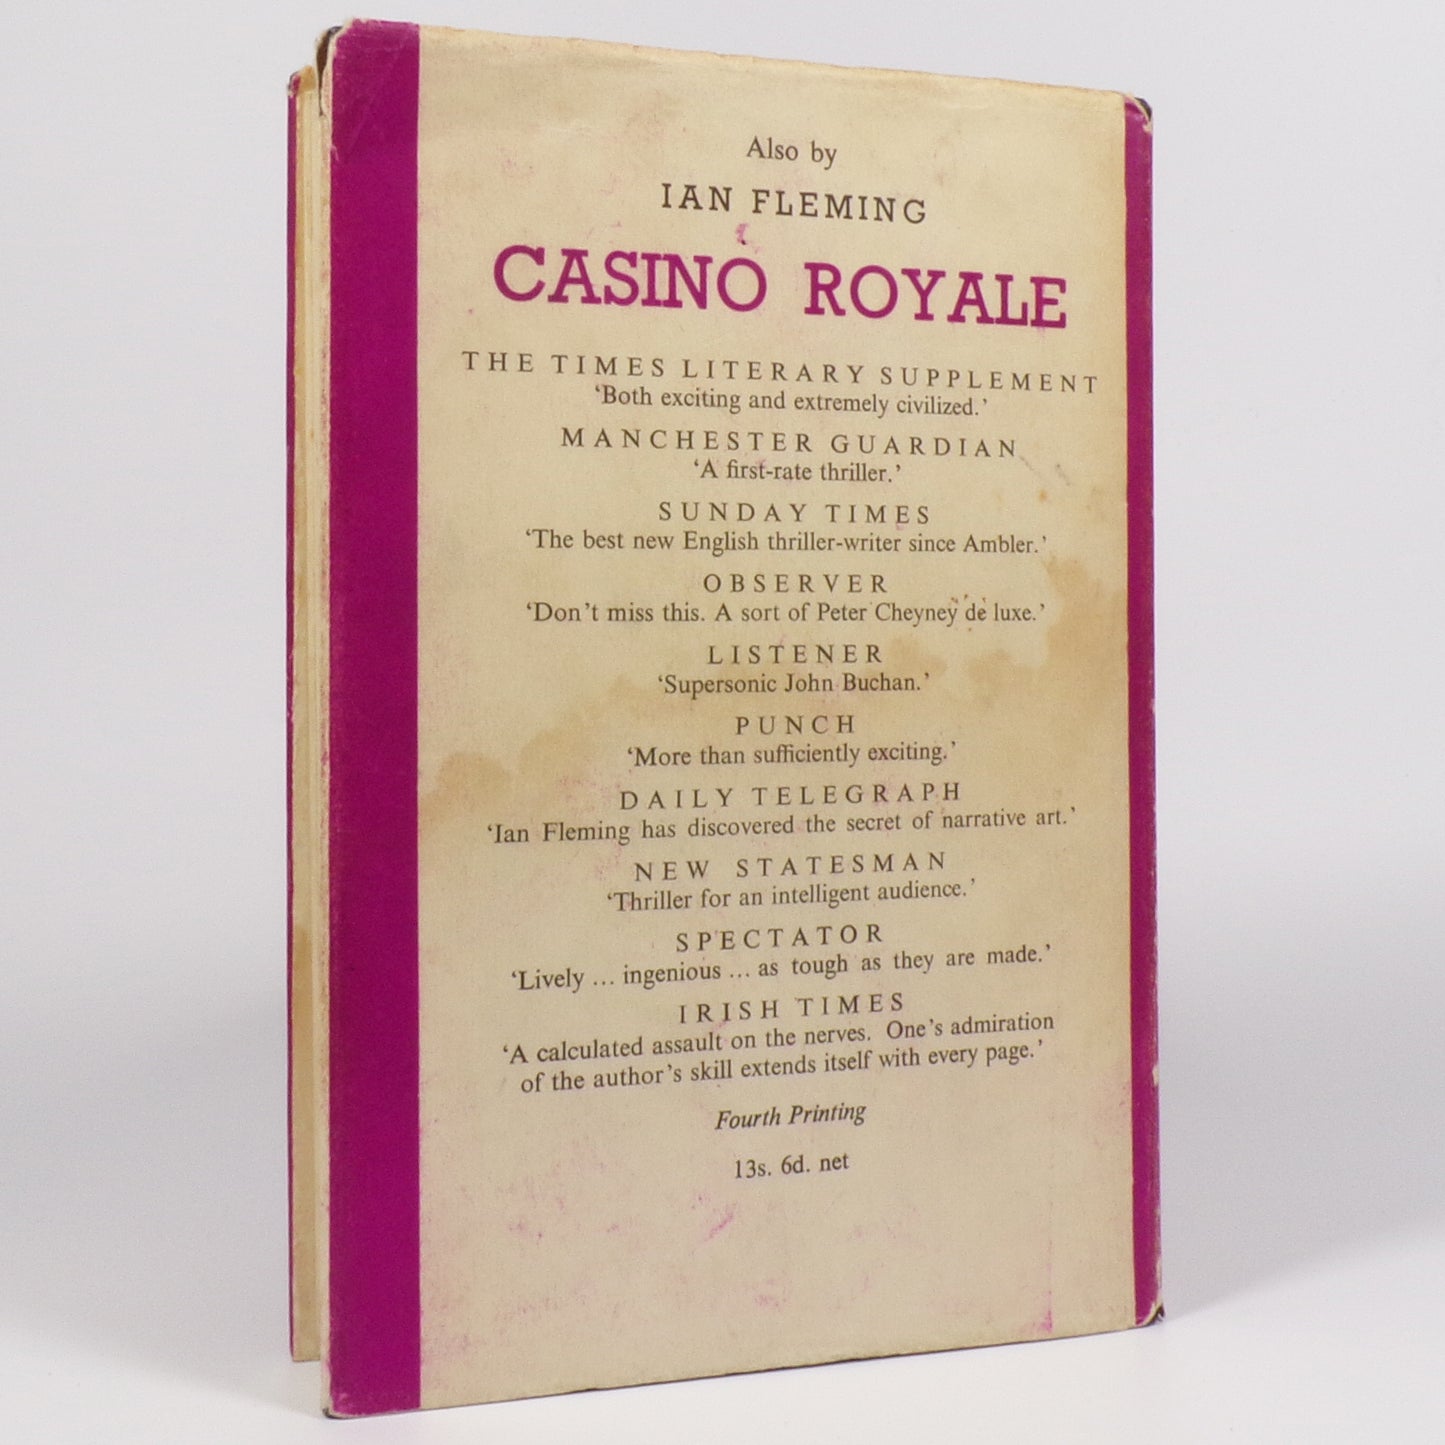 Also by
IAN FLEMING
CASINO ROYALE
THE TIMES LITERARY SUPPLEMENT
‘Both exciting and extremely civilized.’
MANCHESTER GUARDIAN
‘A first-rate thriller.’
SUNDAY TIMES
‘The best new English thriller-writer since Ambler.’
OBSERVER
‘Don’t miss this. A sort of Peter Cheyney de luxe.’
LISTENER
‘Supersonic John Buchan.’
PUNCH
‘More than sufficiently exciting.’
DAILY TELEGRAPH
‘Ian Fleming has discovered the secret of narrative art.’
NEW STATESMAN
‘Thriller for an intelligent audience.’
SPECTATOR
‘Lively ... ingenious ... as tough as they are made.’
IRISH TIMES
‘A calculated assault on the nerves. One’s admiration
of the author’s skill extends itself with every page.’
Fourth Printing
13s. 6d. net